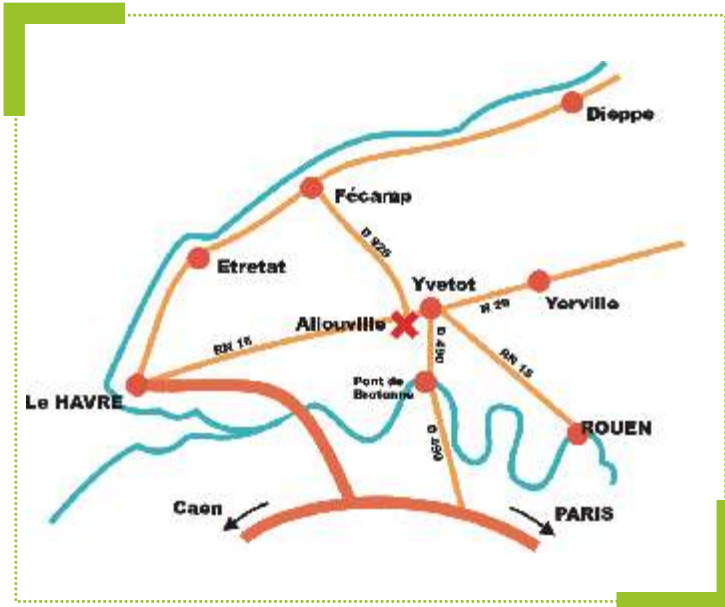 Dieppe
Fécamp
D 926
Etretat
Yvetot
Yerville
N 29
Allouville
RN 15
D 490
RN 15
Pont de
Brotonne
Le HAVRE
ROUEN
D 490
Caen
PARIS